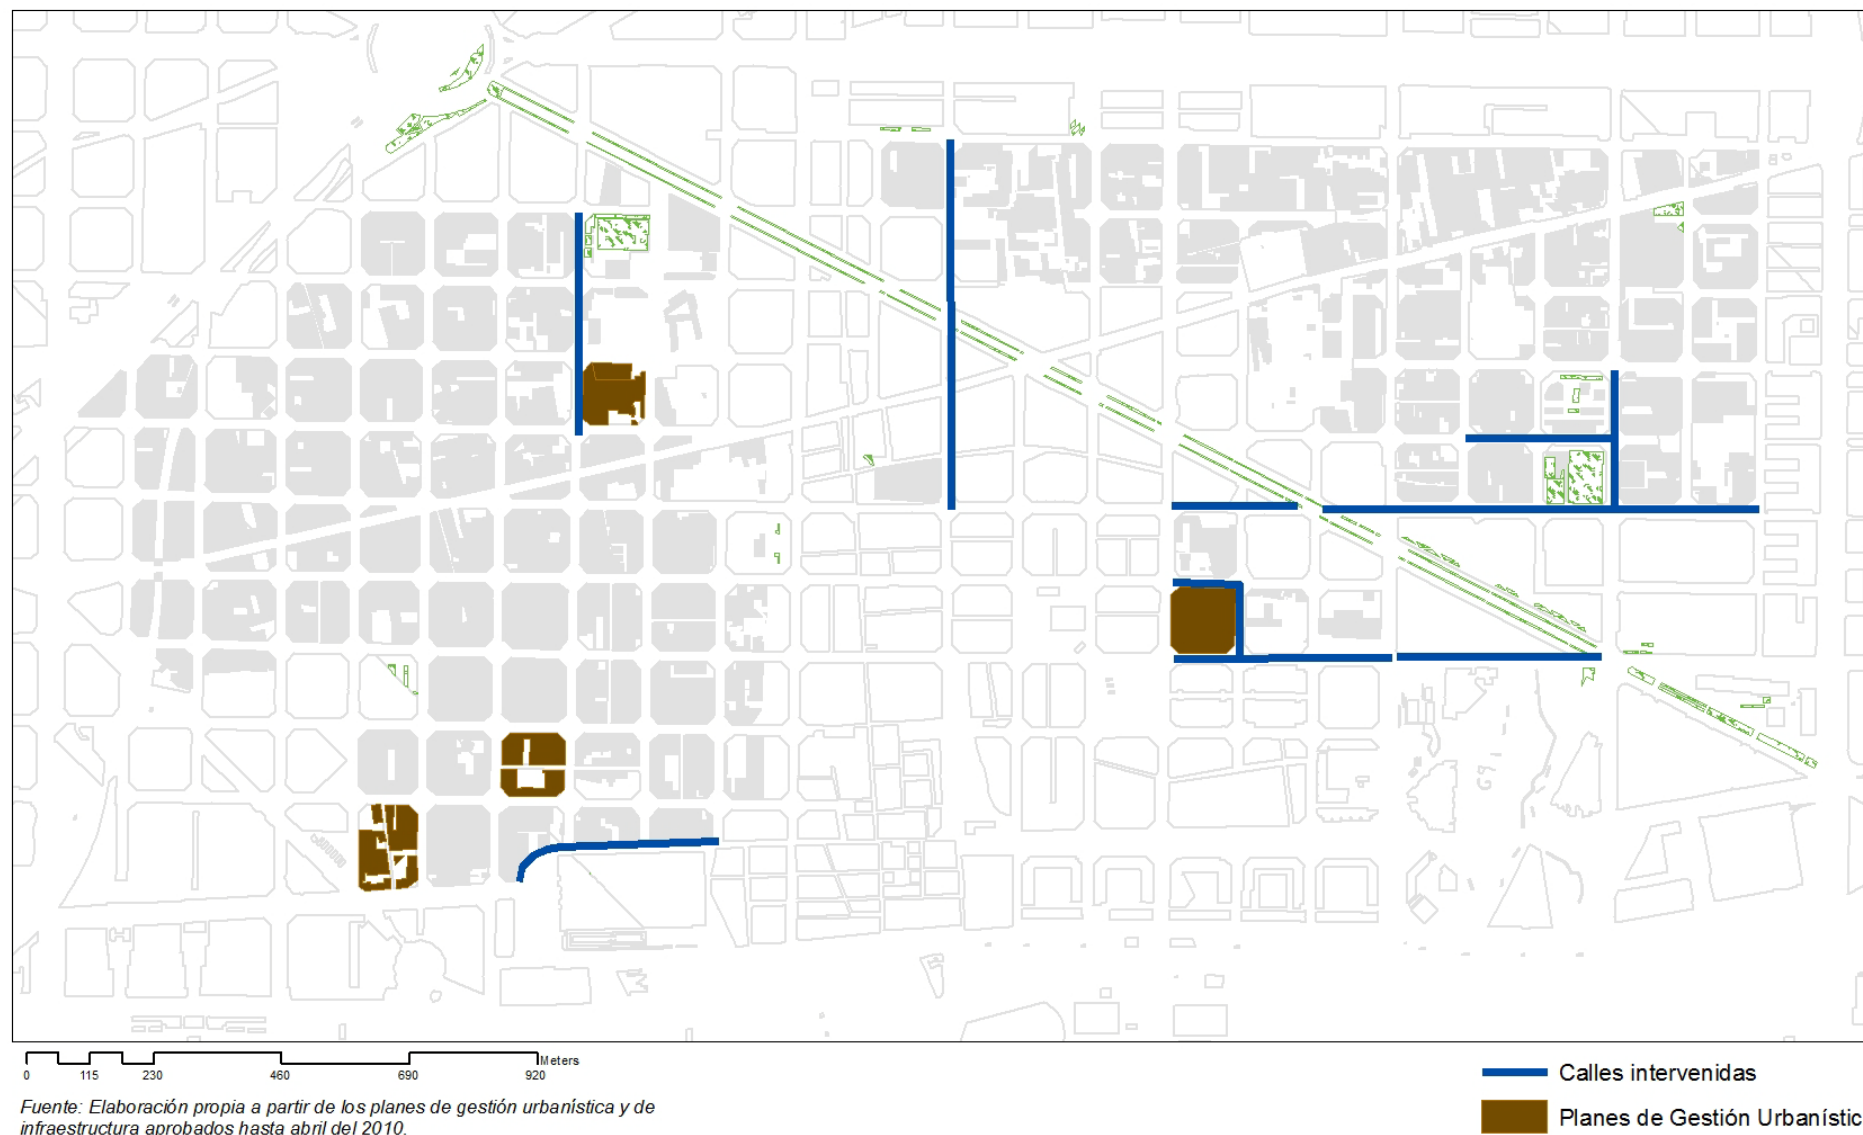 Meters
0 115 230 460 690 920
Calles intervenidas
Planes de Gestión Urbanístic
Fuente: Elaboración propia a partir de los planes de gestión urbanística y de
infraestructura aprobados hasta abril del 2010.